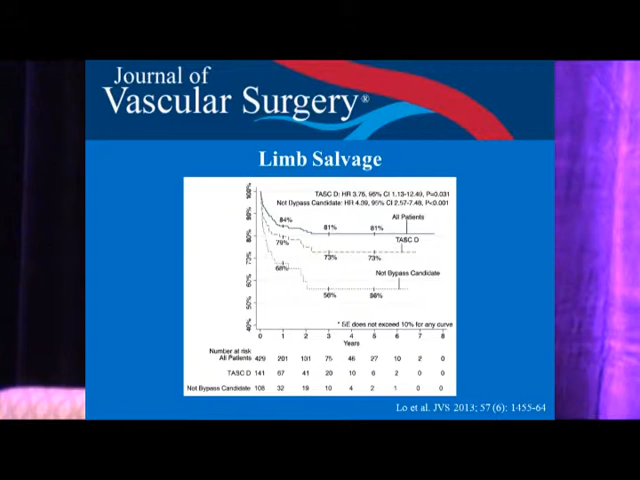 Journal of
Vascular Surgery®
Limb Salvage
TASC D: HR 3.76, 95% CI 1.13-12.49, P=0.031
Not Bypass Candidate: HR 4.39, 95% CI 2.57-7.48, P<0.001
100%
90%
80%
70%
60%
50%
40%
84%
81%
81%
All Patients
79%
73%
73%
TASC D
68%
56%
56%
Not Bypass Candidate
* SE does not exceed 10% for any curve
0 1 2 3 4 5 6 7 8
Years
Number at risk
All Patients 429 201 131 75 46 27 10 2 0
TASC D 141 67 41 20 10 6 2 0 0
Not Bypass Candidate 108 32 19 10 4 2 1 0 0
Lo et al. JVS 2013; 57 (6): 1455-64